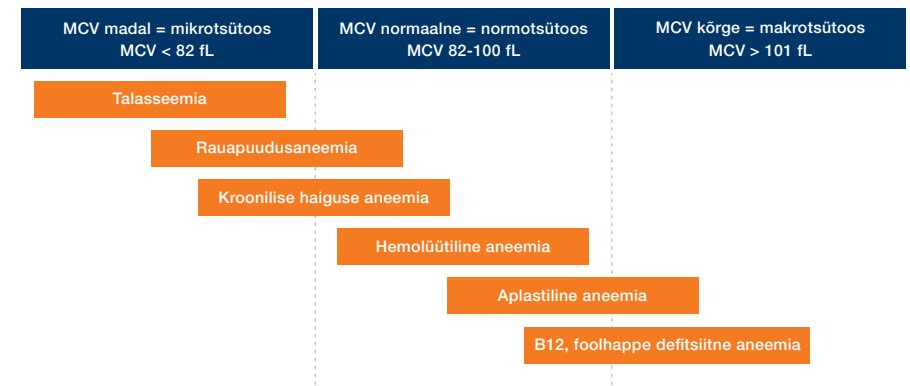 MCV madal = mikrotsütoos
MCV < 82 fL
MCV normaalne = normotsütoos
MCV 82-100 fL
MCV kõrge = makrotsütoos
MCV > 101 fL
Talasseemia
Rauapuudusaneemia
Kroonilise haiguse aneemia
Hemolüütiline aneemia
Aplastiline aneemia
B12, foolhappe defitsiitne aneemia